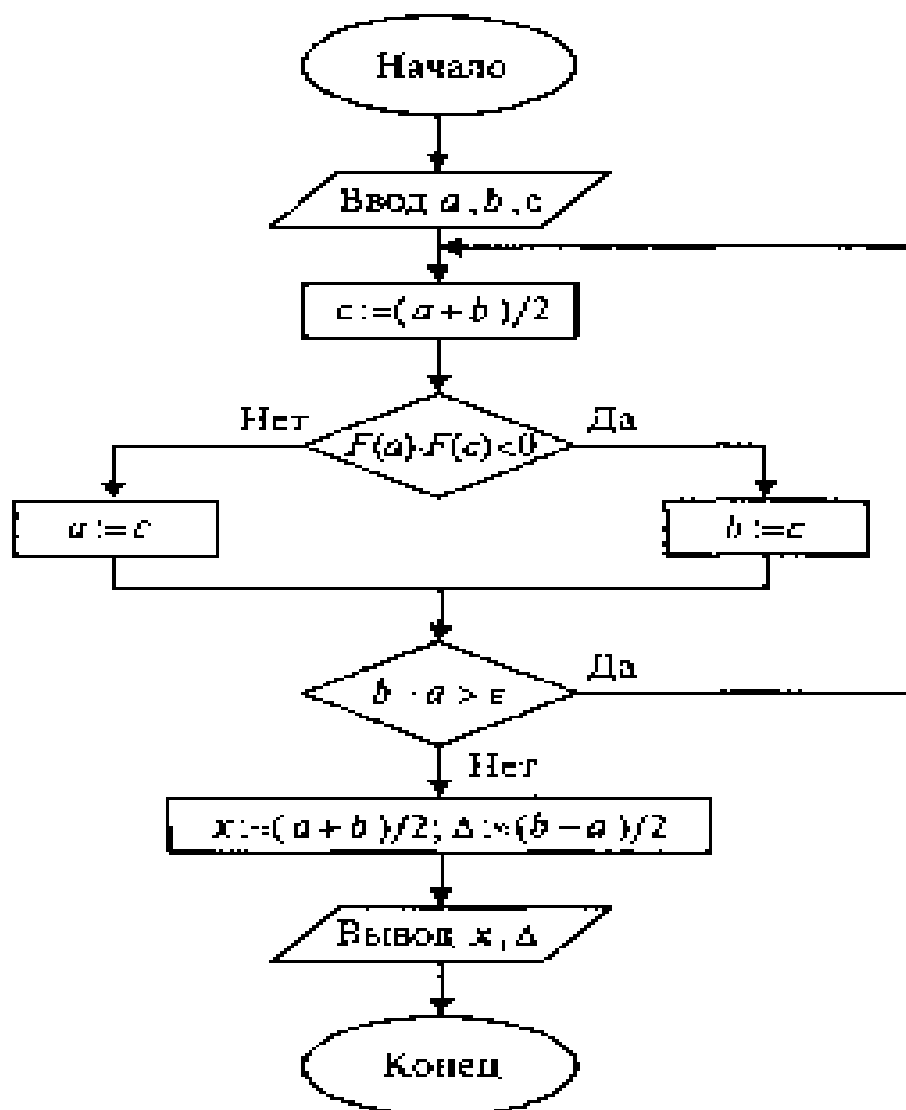 Начало
Ввод a, b, c
c:=(a+b)/2
Нет
F(a)·F(c)<0
Да
a:=c
b:=c
b - a > ε
Да
Нет
x:=(a+b)/2; Δ:=(b−a)/2
Вывод x, Δ
Конец